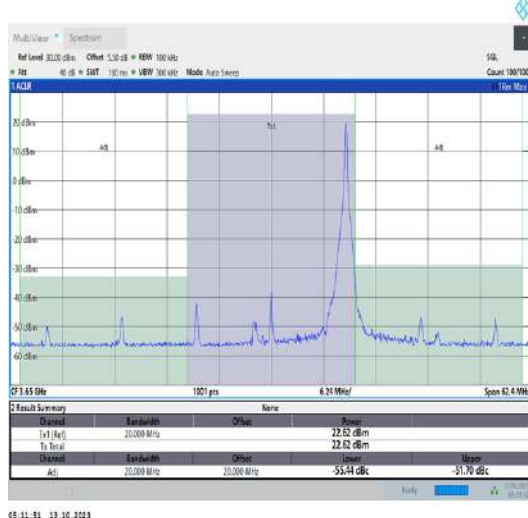 MultiView Spectrum
Ref Level 30.00 dBm Offset 5.50 dB RBW 100 kHz SGL
Att 40 dB SWT 100 ms VBW 300 kHz Mode Auto Sweep Count 100/100
1 ACLR 1Rm Max
Tx1
20 dBm
Adj Adj
10 dBm
0 dBm
-10 dBm
-20 dBm
-30 dBm
-40 dBm
-50 dBm
-60 dBm
CF 3.65 GHz 1001 pts 6.24 MHz/ Span 62.4 MHz
2 Result Summary None
Channel Bandwidth Offset Power
Tx1 (Ref) 20.000 MHz 22.62 dBm
Tx Total 22.62 dBm
Channel Bandwidth Offset Lower Upper
Adj 20.000 MHz 20.000 MHz -55.44 dBc -51.70 dBc
Ready
05:11:51 13.10.2023